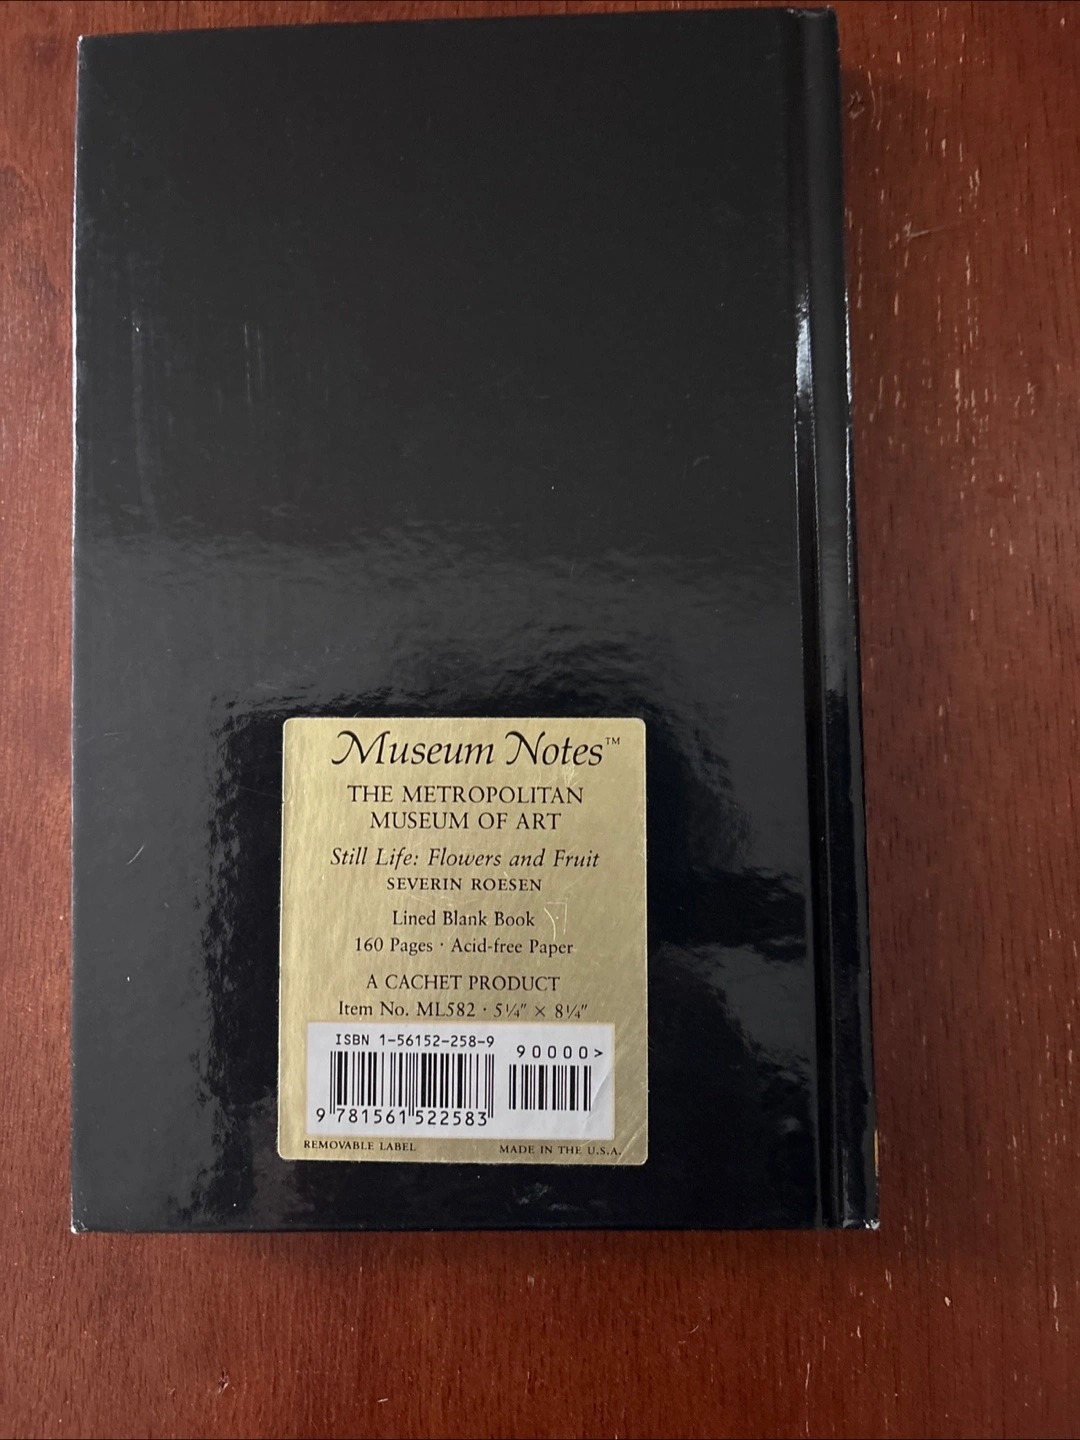 Museum Notes™
THE METROPOLITAN
MUSEUM OF ART
Still Life: Flowers and Fruit
SEVERIN ROESEN
Lined Blank Book
160 Pages · Acid-free Paper
A CACHET PRODUCT
Item No. ML582 · 5¼" × 8¼"
ISBN 1-56152-258-9
90000>
9 781561 522583
REMOVABLE LABEL
MADE IN THE U.S.A.